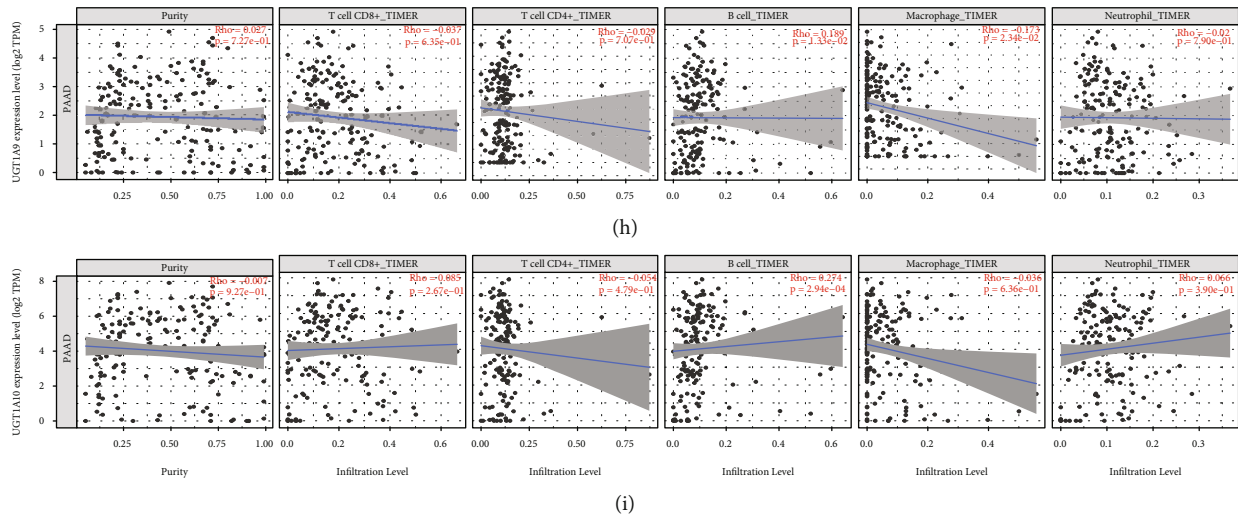 Purity
T cell CD8+_TIMER
T cell CD4+_TIMER
B cell_TIMER
Macrophage_TIMER
Neutrophil_TIMER
UGT1A9 expression level (log2 TPM)
PAAD
5
4
3
2
1
0
Rho = 0.027
p = 7.27e−01
Rho = −0.037
p = 6.35e−01
Rho = −0.029
p = 7.07e−01
Rho = 0.189
p = 1.33e−02
Rho = −0.173
p = 2.34e−02
Rho = −0.02
p = 7.90e−01
0.25 0.50 0.75 1.00
0.0 0.2 0.4 0.6
0.00 0.25 0.50 0.75
0.0 0.2 0.4 0.6
0.0 0.2 0.4
0.0 0.1 0.2 0.3
(h)
Purity
T cell CD8+_TIMER
T cell CD4+_TIMER
B cell_TIMER
Macrophage_TIMER
Neutrophil_TIMER
UGT1A10 expression level (log2 TPM)
PAAD
8
6
4
2
0
Rho = −0.007
p = 9.27e−01
Rho = 0.085
p = 2.67e−01
Rho = −0.054
p = 4.79e−01
Rho = 0.274
p = 2.94e−04
Rho = −0.036
p = 6.36e−01
Rho = 0.066
p = 3.90e−01
0.25 0.50 0.75 1.00
0.0 0.2 0.4 0.6
0.00 0.25 0.50 0.75
0.0 0.2 0.4 0.6
0.0 0.2 0.4
0.0 0.1 0.2 0.3
Purity
Infiltration Level
Infiltration Level
Infiltration Level
Infiltration Level
Infiltration Level
(i)